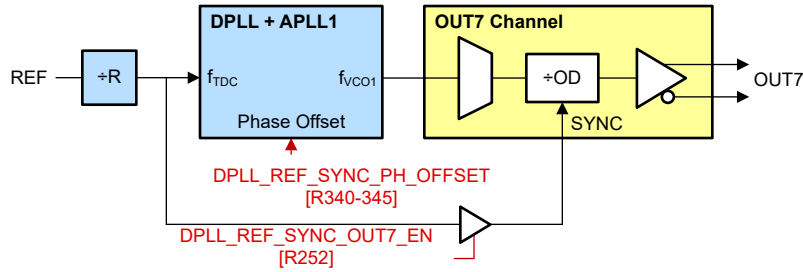 DPLL + APLL1
OUT7 Channel
REF
÷R
fTDC
fVCO1
÷OD
OUT7
Phase Offset
SYNC
DPLL_REF_SYNC_PH_OFFSET
[R340-345]
DPLL_REF_SYNC_OUT7_EN
[R252]